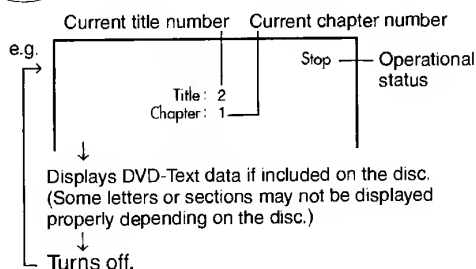 Current title number Current chapter number
e.g.
Stop Operational status
Title: 2
Chapter: 1
Displays DVD-Text data if included on the disc.
(Some letters or sections may not be displayed
properly depending on the disc.)
Turns off.